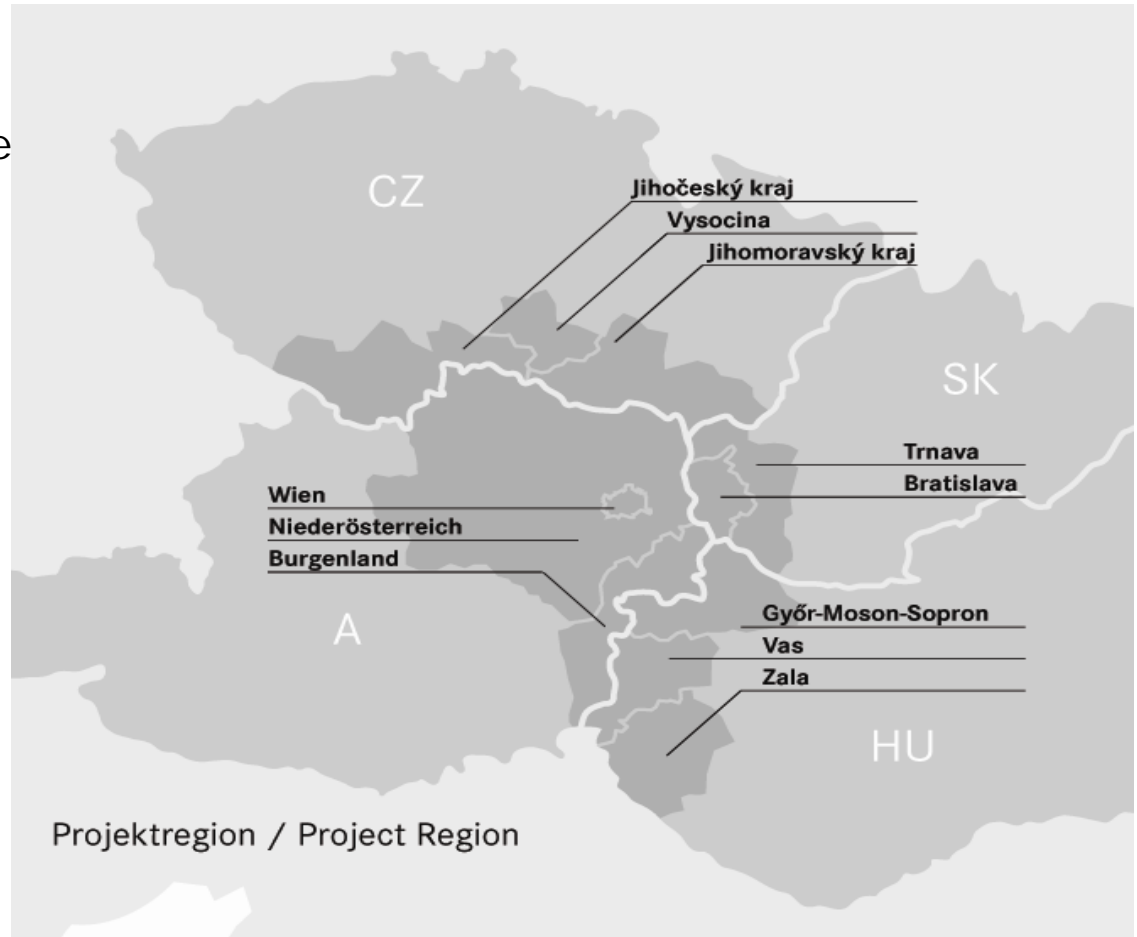 e
CZ
Jihočeský kraj
Vysocina
Jihomoravský kraj
SK
Trnava
Bratislava
Wien
Niederösterreich
Burgenland
A
Győr-Moson-Sopron
Vas
Zala
HU
Projektregion / Project Region